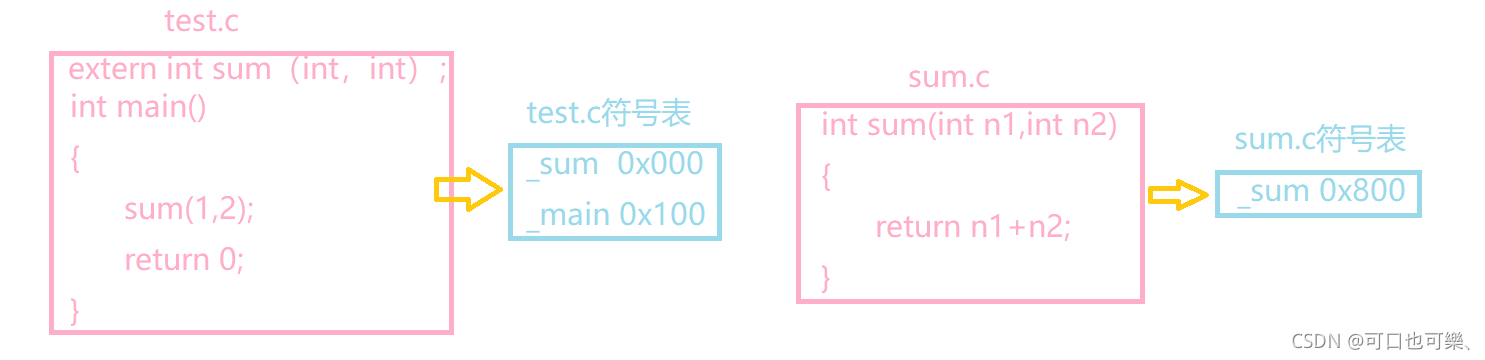 test.c
extern int sum（int，int）;
int main()
{
sum(1,2);
return 0;
}
test.c符号表
_sum 0x000
_main 0x100
sum.c
int sum(int n1,int n2)
{
return n1+n2;
}
sum.c符号表
_sum 0x800
CSDN @可口也可樂、